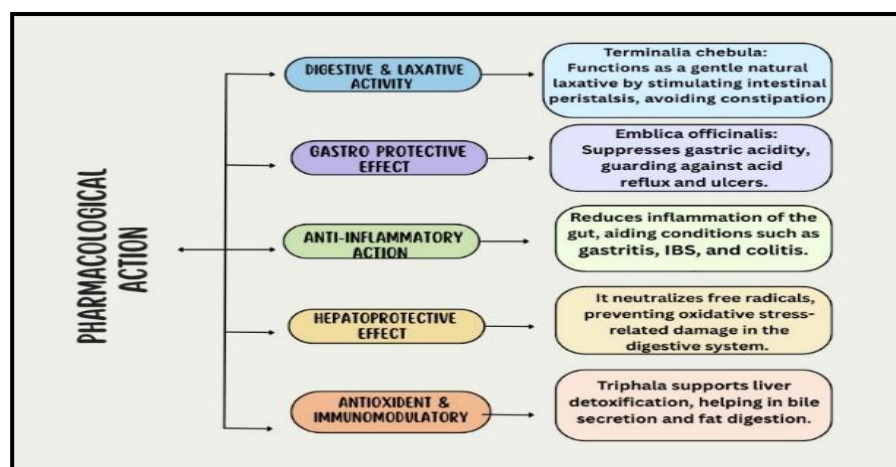 PHARMACOLOGICAL
ACTION
DIGESTIVE & LAXATIVE
ACTIVITY
Terminalia chebula:
Functions as a gentle natural
laxative by stimulating intestinal
peristalsis, avoiding constipation
GASTRO PROTECTIVE
EFFECT
Emblica officinalis:
Suppresses gastric acidity,
guarding against acid
reflux and ulcers.
ANTI-INFLAMMATORY
ACTION
Reduces inflammation of the
gut, aiding conditions such as
gastritis, IBS, and colitis.
HEPATOPROTECTIVE
EFFECT
It neutralizes free radicals,
preventing oxidative stress-
related damage in the
digestive system.
ANTIOXIDENT &
IMMUNOMODULATORY
Triphala supports liver
detoxification, helping in bile
secretion and fat digestion.